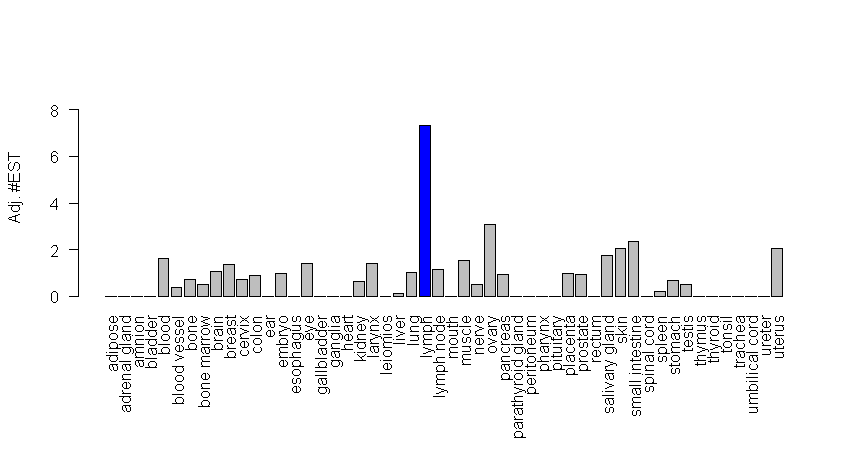 8
6
4
2
0
Adj. #EST
adipose
adrenal gland
amnion
bladder
blood
blood vessel
bone
bone marrow
brain
breast
cervix
colon
ear
embryo
esophagus
eye
gallbladder
ganglia
heart
kidney
larynx
leiomios
liver
lung
lymph
lymph node
mouth
muscle
nerve
ovary
pancreas
parathyroid gland
peritoneum
pharynx
pituitary
placenta
prostate
rectum
salivary gland
skin
small intestine
spinal cord
spleen
stomach
testis
thymus
thyroid
tonsil
trachea
umbilical cord
ureter
uterus